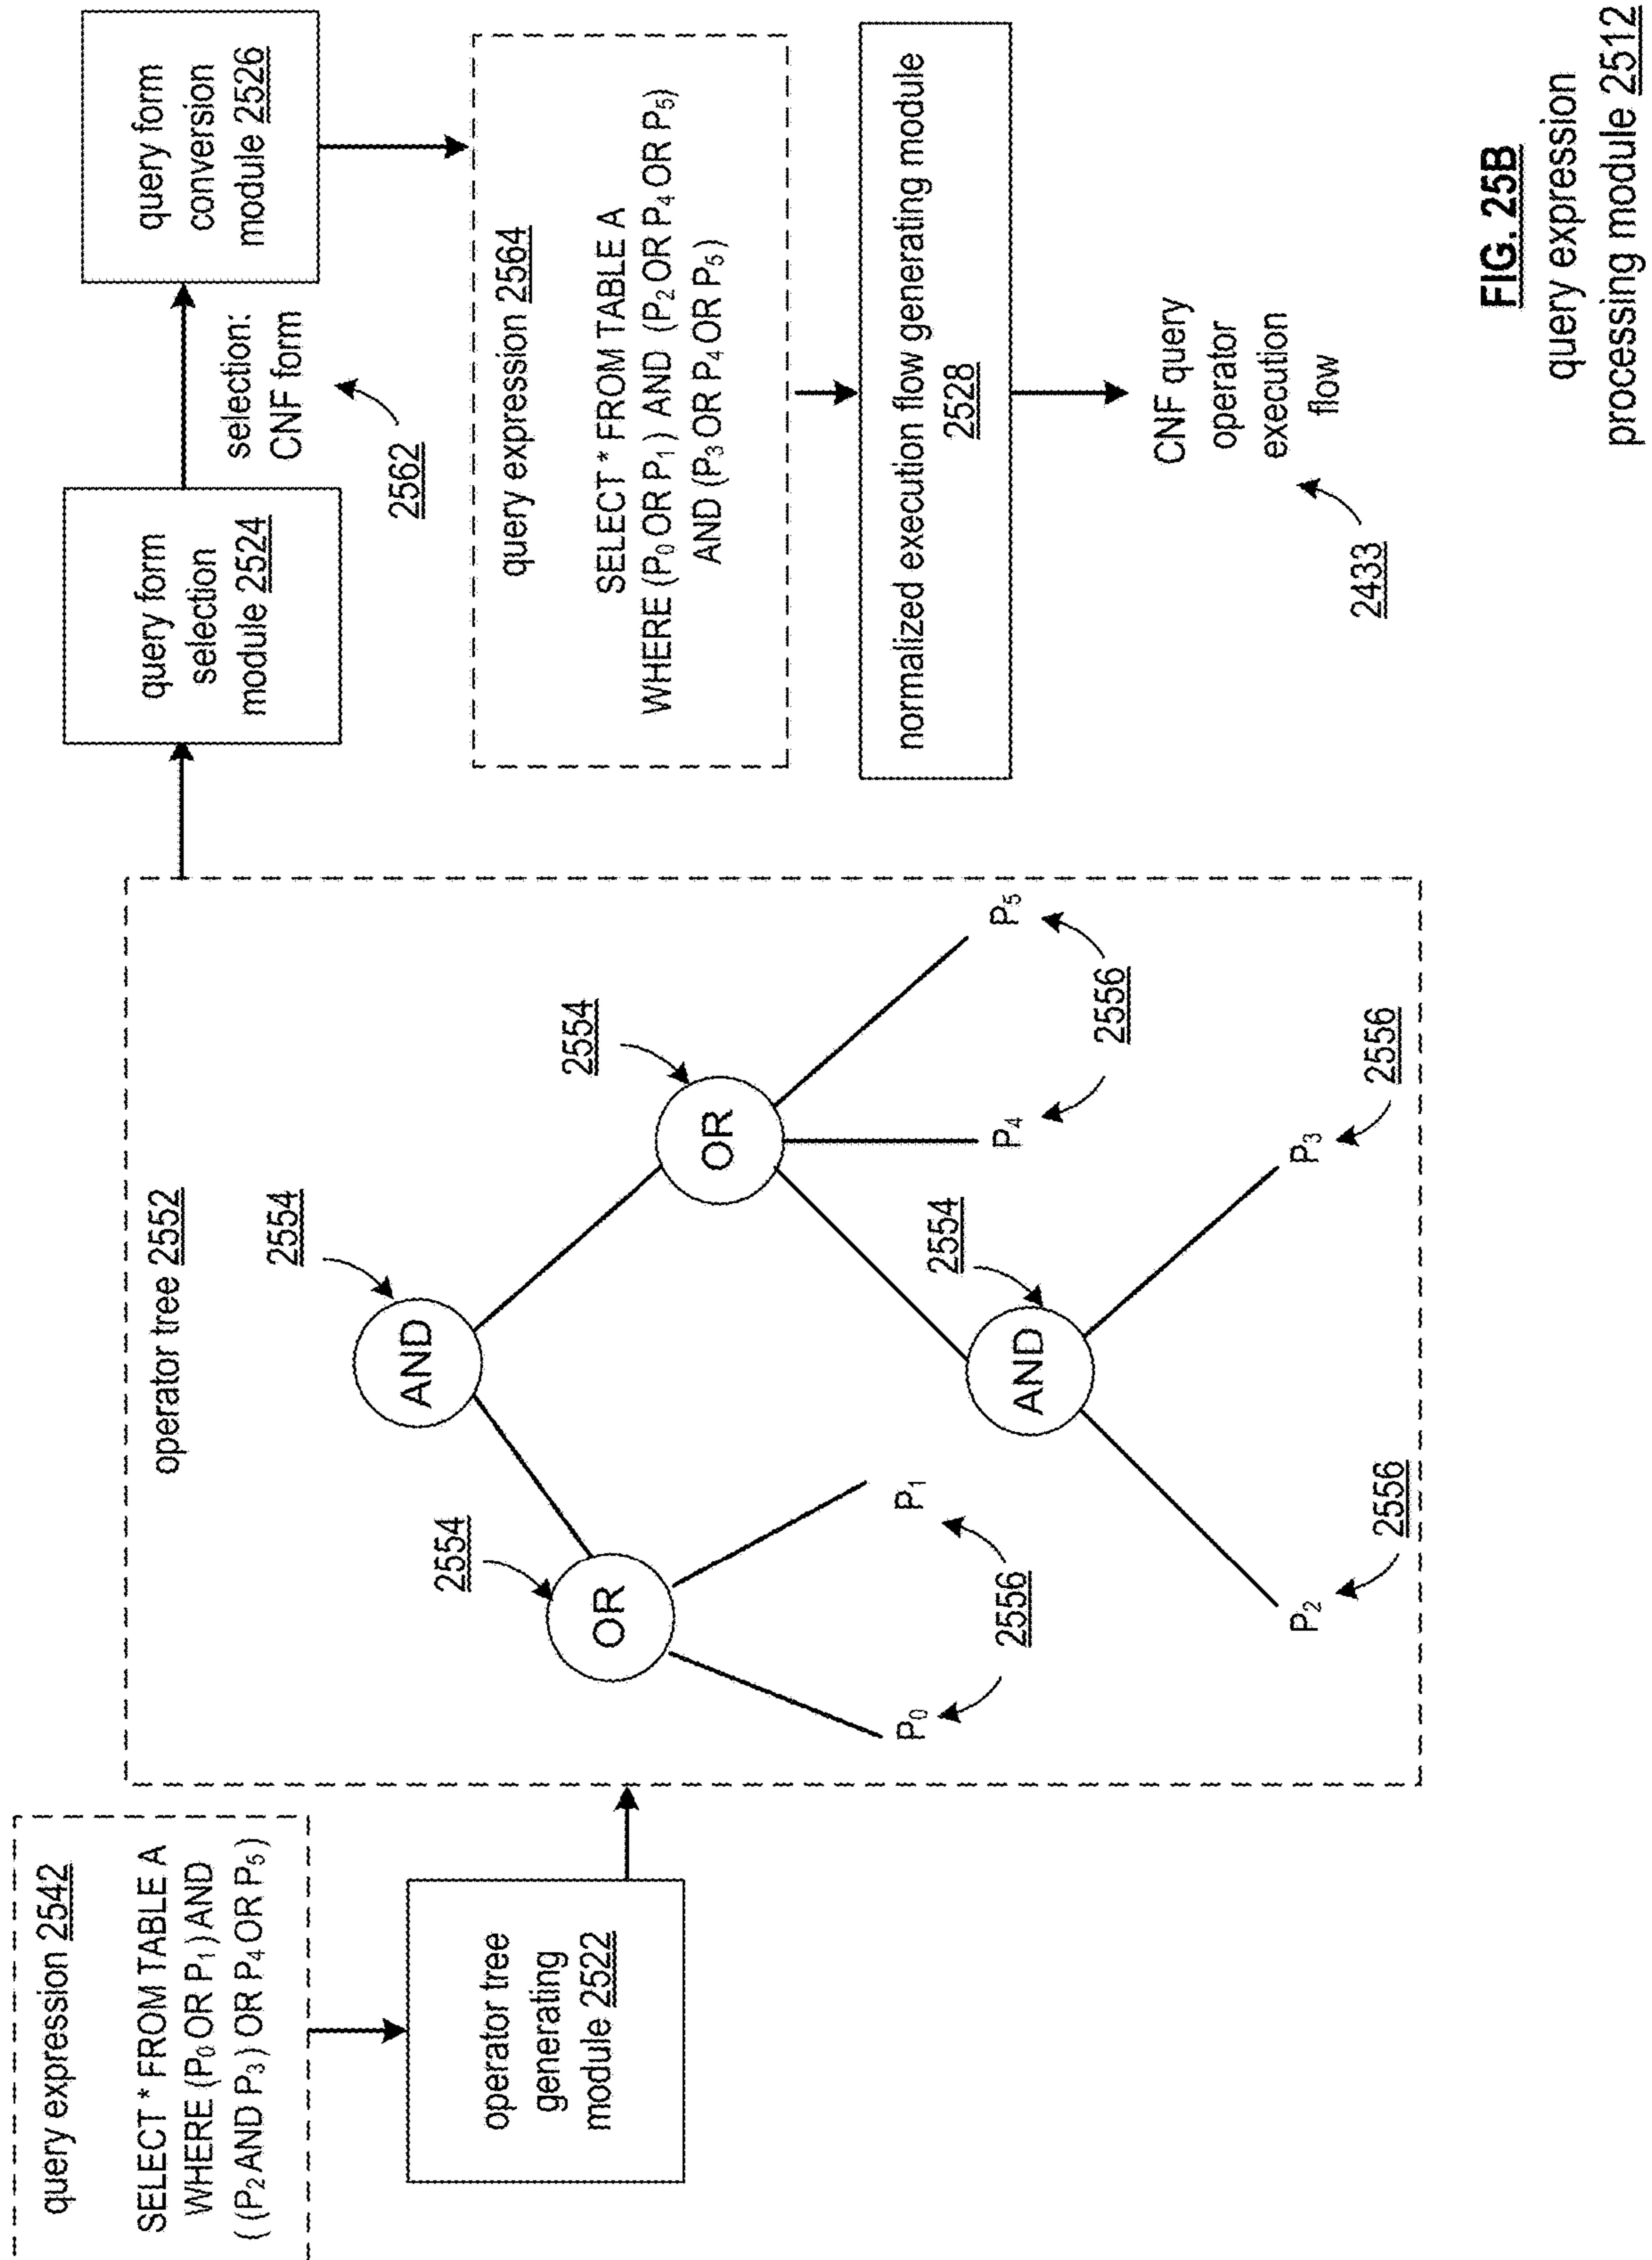 query expression 2542
SELECT * FROM TABLE A
WHERE (P0 OR P1) AND
((P2 AND P3) OR P4 OR P5)
operator tree
generating
module 2522
operator tree 2552
2554
AND
2554
OR
2554
OR
P0
P1
2556
2554
AND
P4
P5
2556
P2
2556
P3
2556
query form
selection
module 2524
selection:
CNF form
2562
query form
conversion
module 2526
query expression 2564
SELECT * FROM TABLE A
WHERE (P0 OR P1) AND (P2 OR P4 OR P5)
AND (P3 OR P4 OR P5)
normalized execution flow generating module
2528
CNF query
operator
execution
flow
2433
FIG. 25B
query expression
processing module 2512